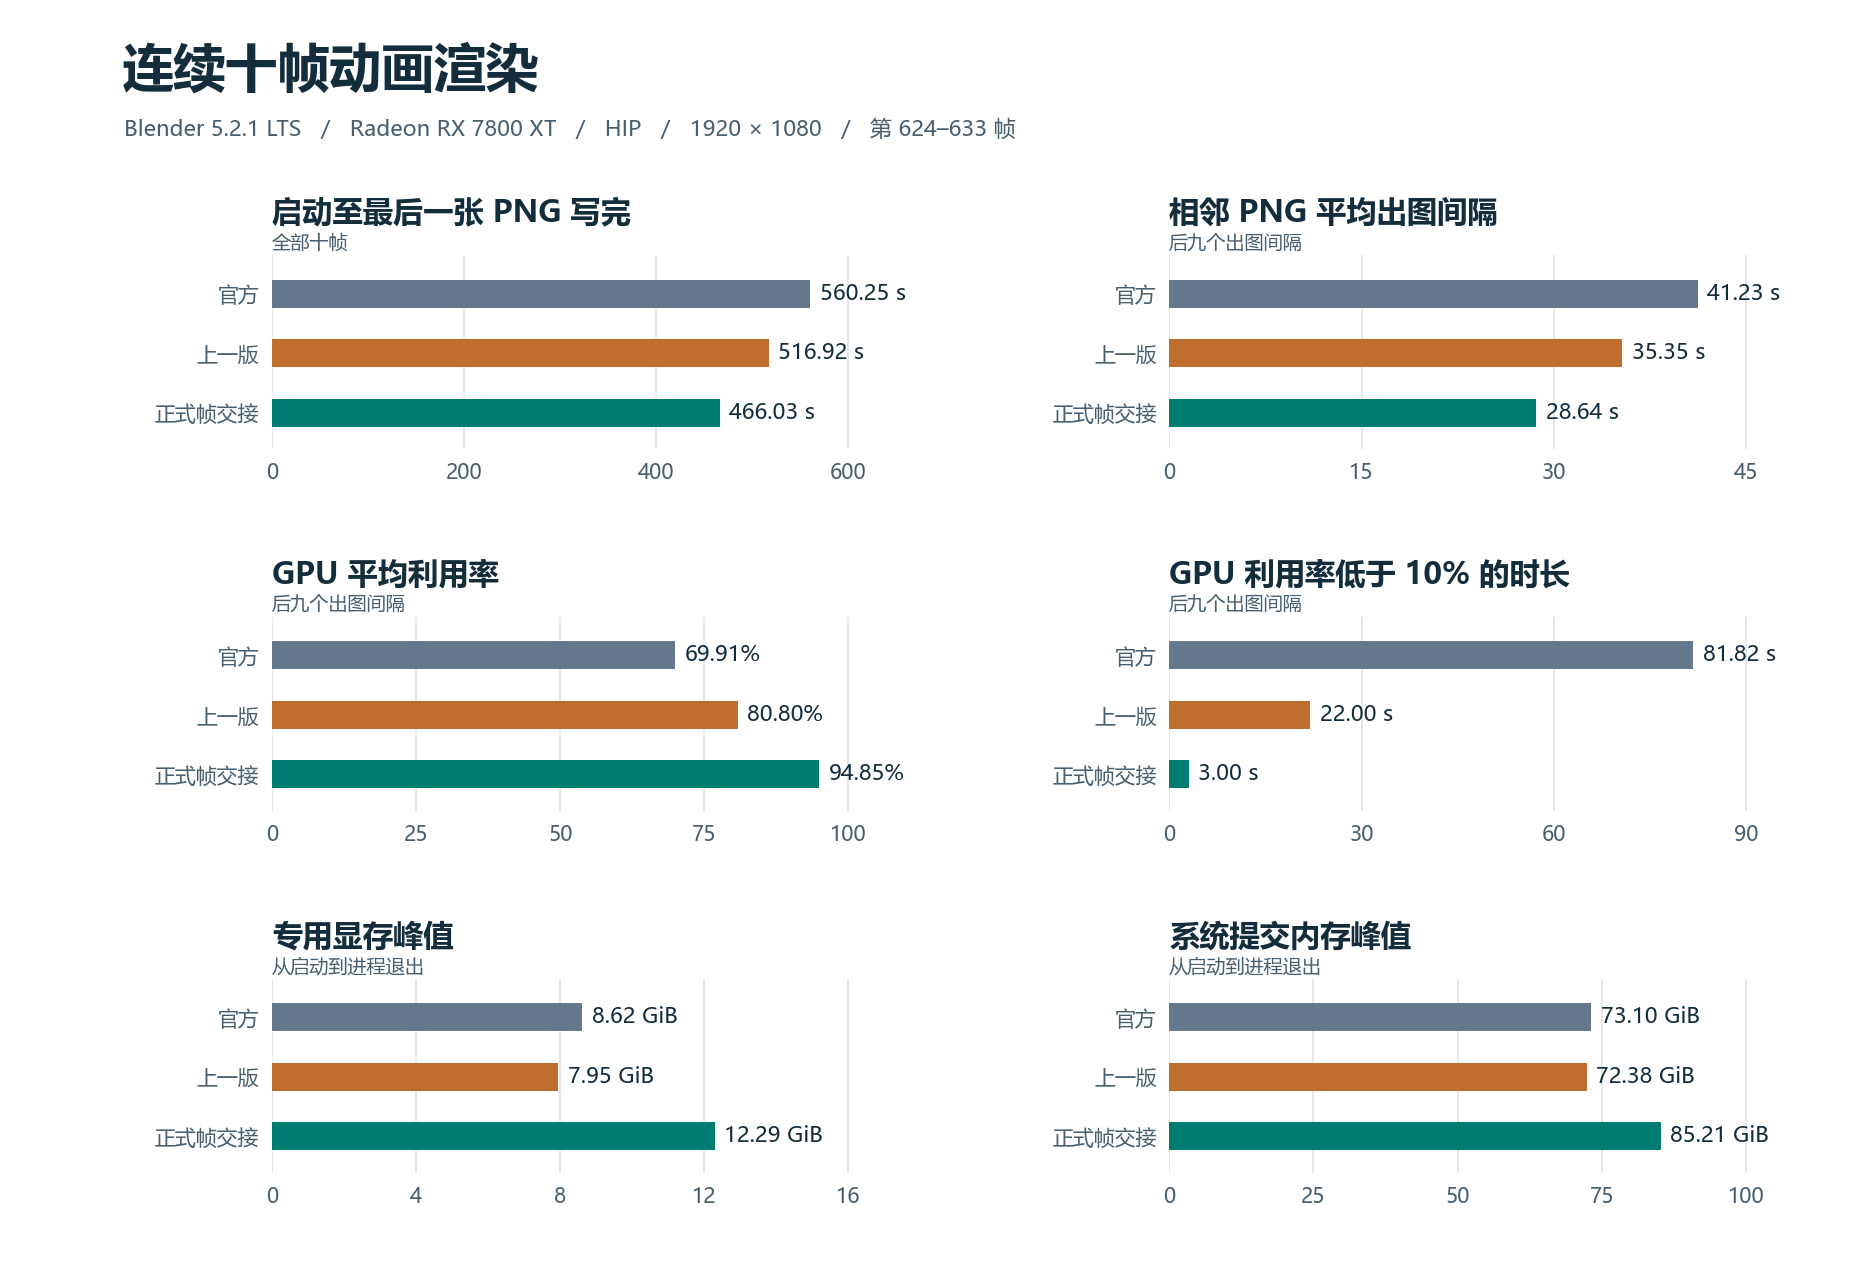 连续十帧动画渲染
Blender 5.2.1 LTS / Radeon RX 7800 XT / HIP / 1920 × 1080 / 第 624–633 帧
启动至最后一张 PNG 写完
全部十帧
官方 560.25 s
上一版 516.92 s
正式帧交接 466.03 s
0 200 400 600
相邻 PNG 平均出图间隔
后九个出图间隔
官方 41.23 s
上一版 35.35 s
正式帧交接 28.64 s
0 15 30 45
GPU 平均利用率
后九个出图间隔
官方 69.91%
上一版 80.80%
正式帧交接 94.85%
0 25 50 75 100
GPU 利用率低于 10% 的时长
后九个出图间隔
官方 81.82 s
上一版 22.00 s
正式帧交接 3.00 s
0 30 60 90
专用显存峰值
从启动到进程退出
官方 8.62 GiB
上一版 7.95 GiB
正式帧交接 12.29 GiB
0 4 8 12 16
系统提交内存峰值
从启动到进程退出
官方 73.10 GiB
上一版 72.38 GiB
正式帧交接 85.21 GiB
0 25 50 75 100